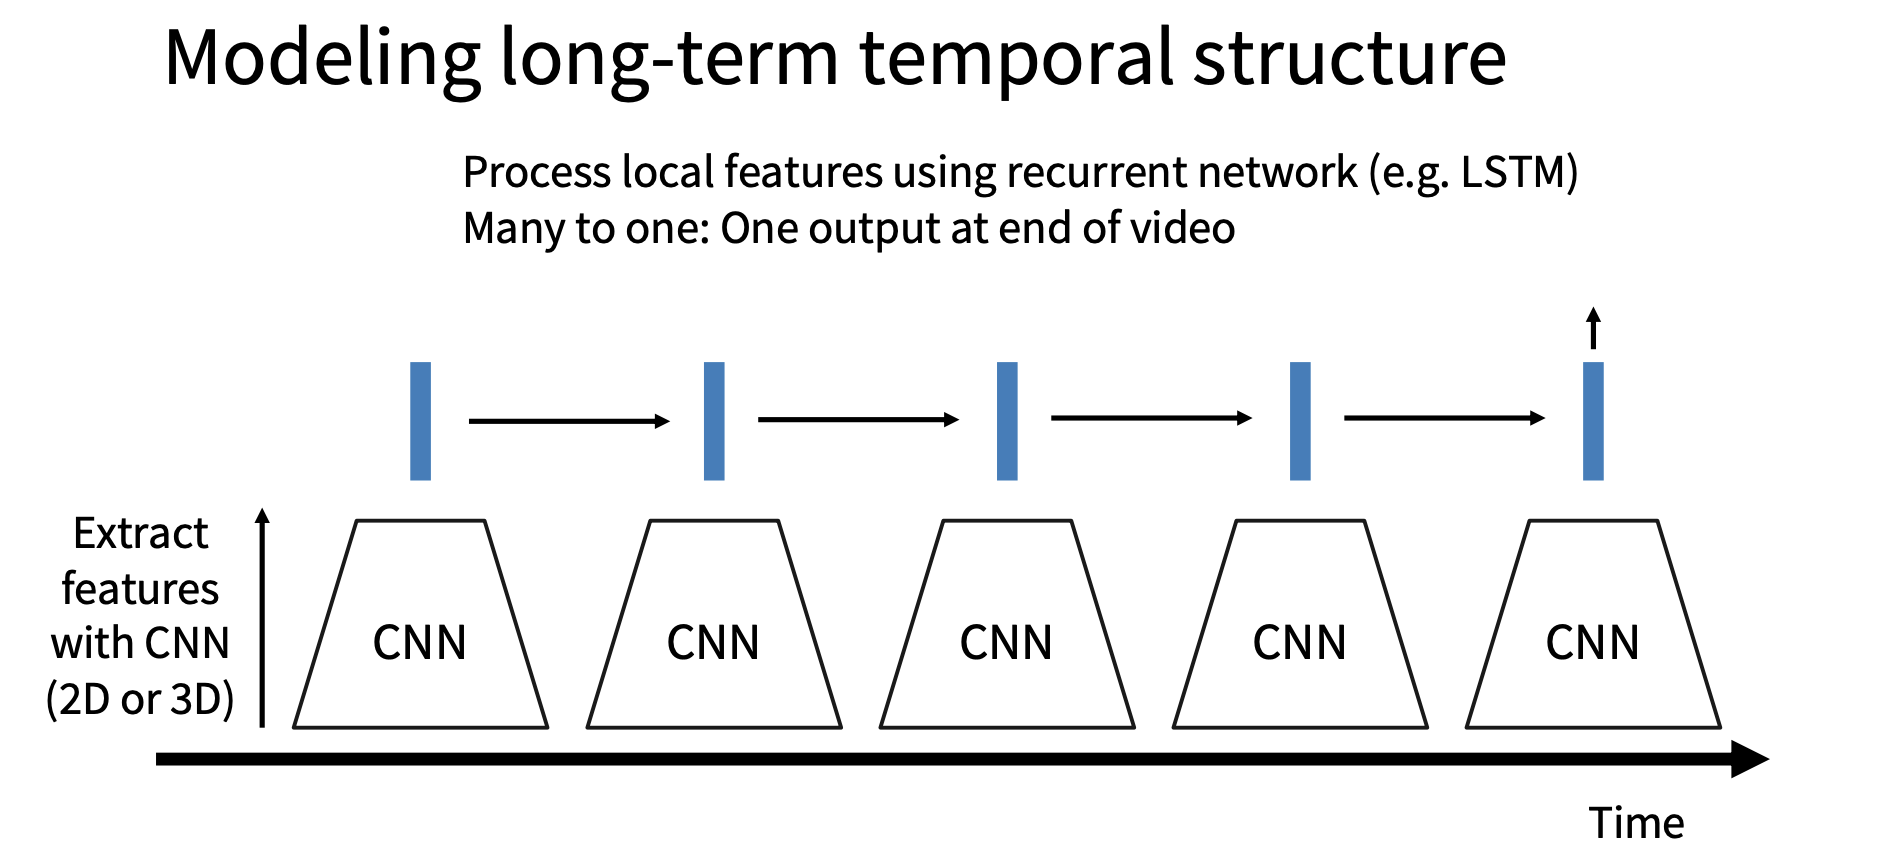 Modeling long-term temporal structure
Process local features using recurrent network (e.g. LSTM)
Many to one: One output at end of video
Extract
features
with CNN
(2D or 3D)
CNN
CNN
CNN
CNN
CNN
Time